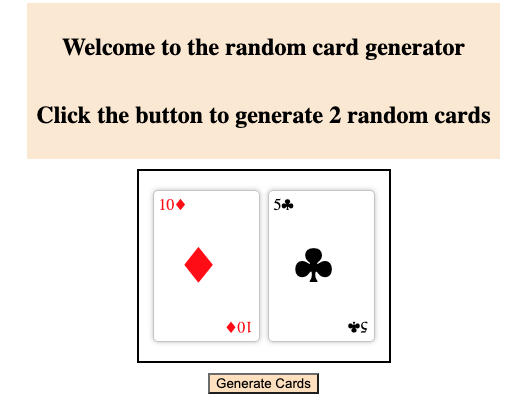 Welcome to the random card generator
Click the button to generate 2 random cards
10♦ 5♣
♦
♣
10♦ 5♣
Generate Cards